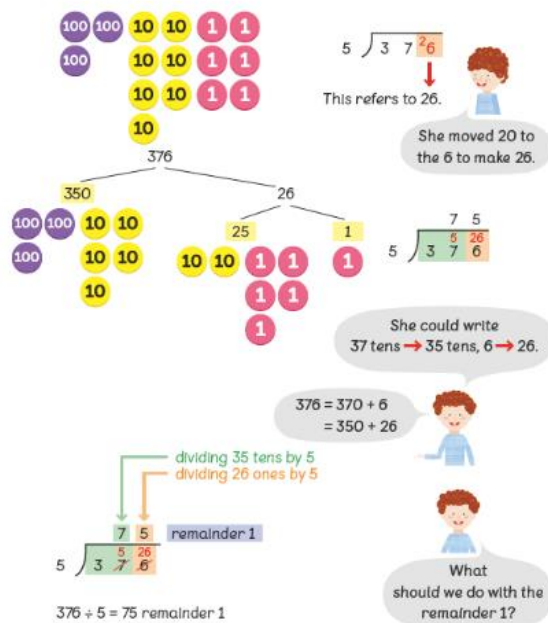 100 100 10 10 1 1
100 10 10 1 1
10 10 1 1
10
376
350 26
100 100 10 10
100 10 10
10
25 1
10 10 1 1 1
1 1
1
5 3 7 26
This refers to 26.
She moved 20 to
the 6 to make 26.
7 5
5 26
5 3 7 6
She could write
37 tens → 35 tens, 6 → 26.
376 = 370 + 6
= 350 + 26
dividing 35 tens by 5
dividing 26 ones by 5
7 5 remainder 1
5 26
5 3 7 6
376 ÷ 5 = 75 remainder 1
What
should we do with the
remainder 1?